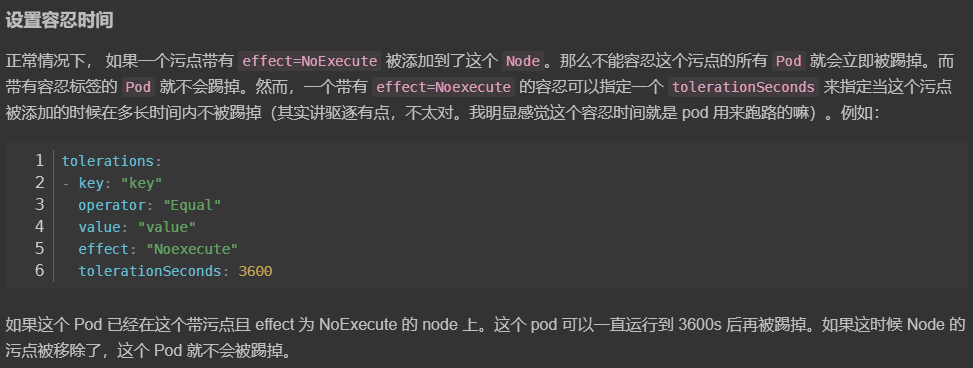 设置容忍时间
正常情况下, 如果一个污点带有 effect=NoExecute 被添加到了这个 Node。那么不能容忍这个污点的所有 Pod 就会立即被踢掉。而
带有容忍标签的 Pod 就不会踢掉。然而,一个带有 effect=Noexecute 的容忍可以指定一个 tolerationSeconds 来指定当这个污点
被添加的时候在多长时间内不被踢掉(其实讲驱逐有点,不太对。我明显感觉这个容忍时间就是 pod 用来跑路的嘛)。例如:
1 tolerations:
2 - key: "key"
3 operator: "Equal"
4 value: "value"
5 effect: "Noexecute"
6 tolerationSeconds: 3600
如果这个 Pod 已经在这个带污点且 effect 为 NoExecute 的 node 上。这个 pod 可以一直运行到 3600s 后再被踢掉。如果这时候 Node 的
污点被移除了,这个 Pod 就不会被踢掉。